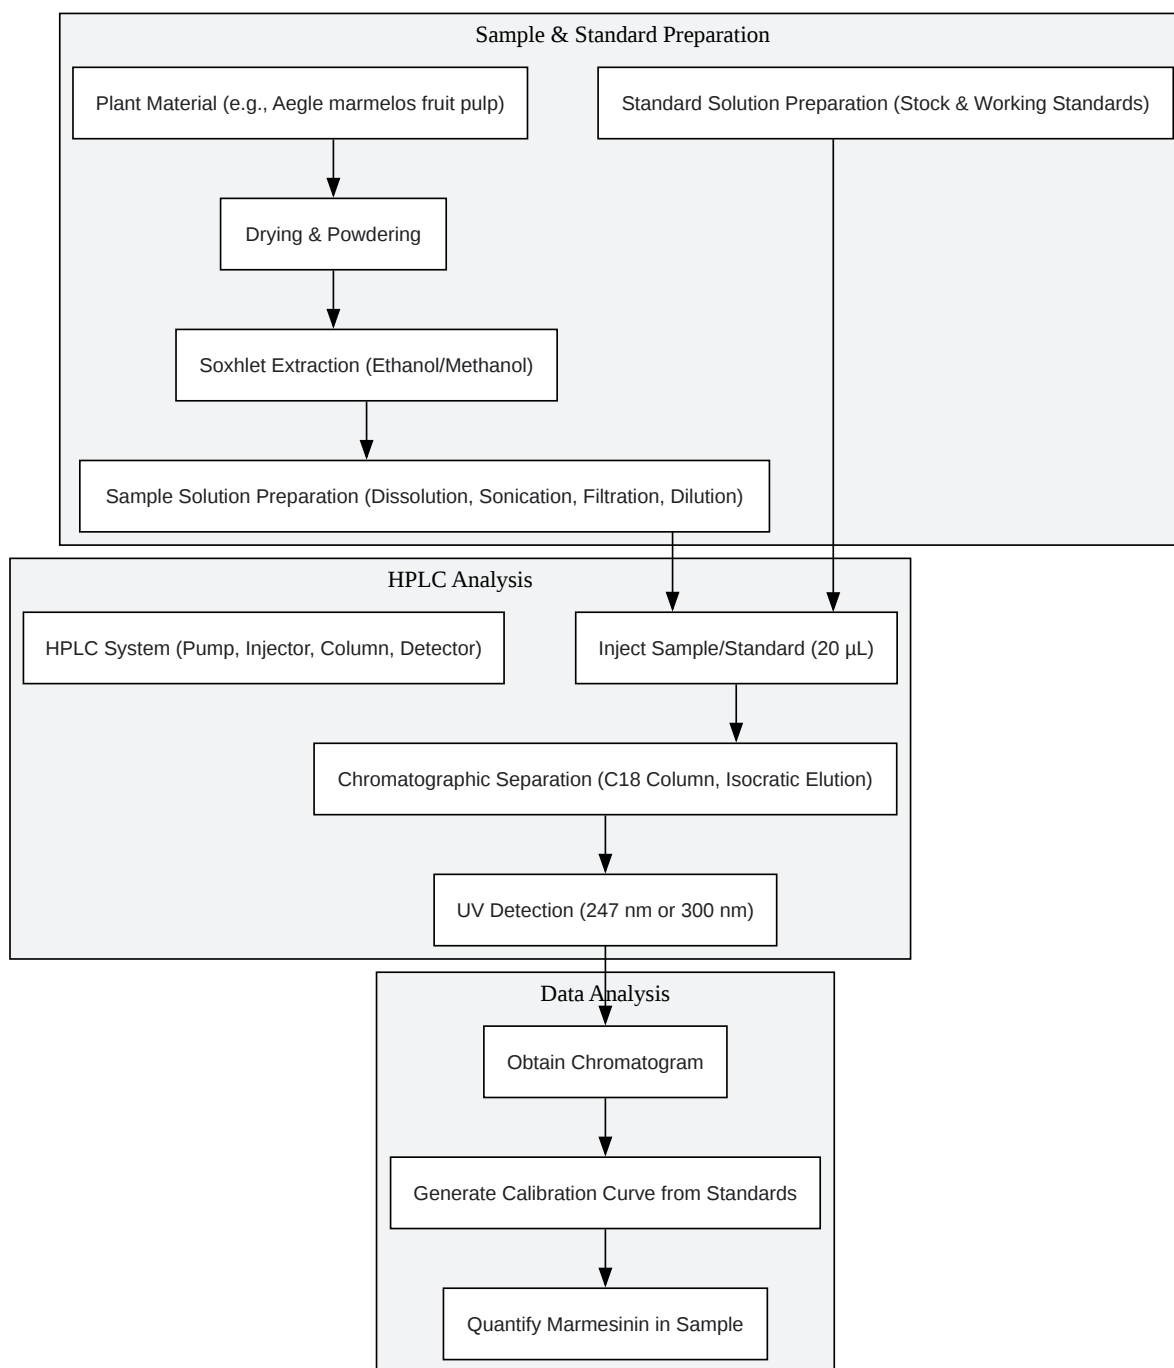 Sample & Standard Preparation
Plant Material (e.g., Aegle marmelos fruit pulp)
Standard Solution Preparation (Stock & Working Standards)
Drying & Powdering
Soxhlet Extraction (Ethanol/Methanol)
Sample Solution Preparation (Dissolution, Sonication, Filtration, Dilution)
HPLC Analysis
HPLC System (Pump, Injector, Column, Detector)
Inject Sample/Standard (20 µL)
Chromatographic Separation (C18 Column, Isocratic Elution)
UV Detection (247 nm or 300 nm)
Data Analysis
Obtain Chromatogram
Generate Calibration Curve from Standards
Quantify Marmesinin in Sample